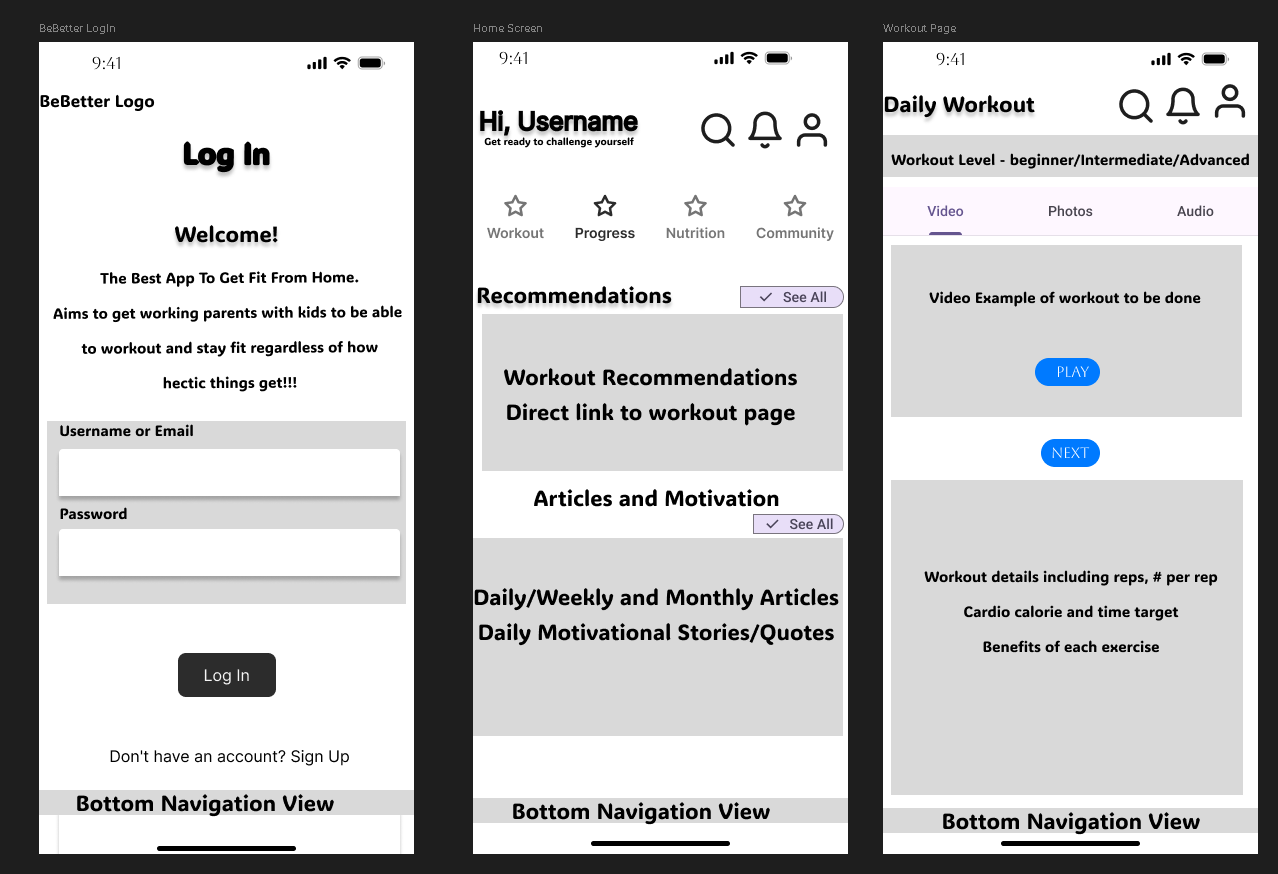 BeBetter LogIn
9:41
BeBetter Logo
Log In
Welcome!
The Best App To Get Fit From Home.
Aims to get working parents with kids to be able
to workout and stay fit regardless of how
hectic things get!!!
Username or Email
Password
Log In
Don't have an account? Sign Up
Bottom Navigation View
Home Screen
9:41
Hi, Username
Get ready to challenge yourself
Workout Progress Nutrition Community
Recommendations See All
Workout Recommendations
Direct link to workout page
Articles and Motivation
See All
Daily/Weekly and Monthly Articles
Daily Motivational Stories/Quotes
Bottom Navigation View
Workout Page
9:41
Daily Workout
Workout Level - beginner/Intermediate/Advanced
Video Photos Audio
Video Example of workout to be done
PLAY
NEXT
Workout details including reps, # per rep
Cardio calorie and time target
Benefits of each exercise
Bottom Navigation View